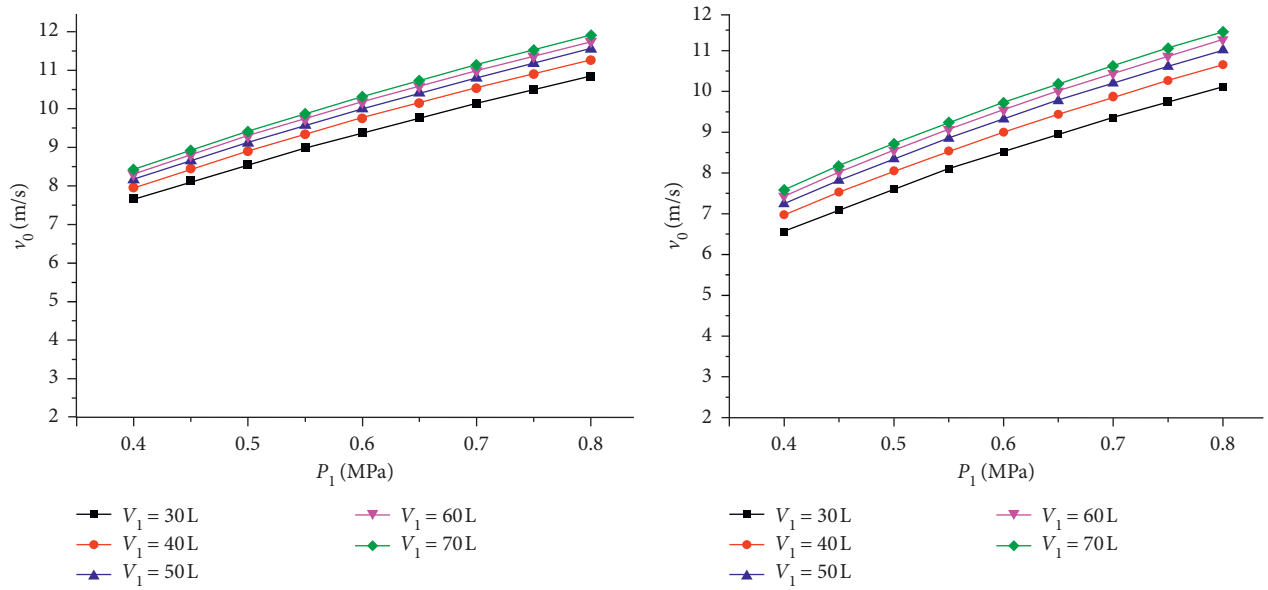 12
11
10
9
8
7
6
5
4
3
2
v₀ (m/s)
0.4 0.5 0.6 0.7 0.8
P₁ (MPa)
V₁ = 30 L
V₁ = 40 L
V₁ = 50 L
V₁ = 60 L
V₁ = 70 L
12
11
10
9
8
7
6
5
4
3
2
v₀ (m/s)
0.4 0.5 0.6 0.7 0.8
P₁ (MPa)
V₁ = 30 L
V₁ = 40 L
V₁ = 50 L
V₁ = 60 L
V₁ = 70 L